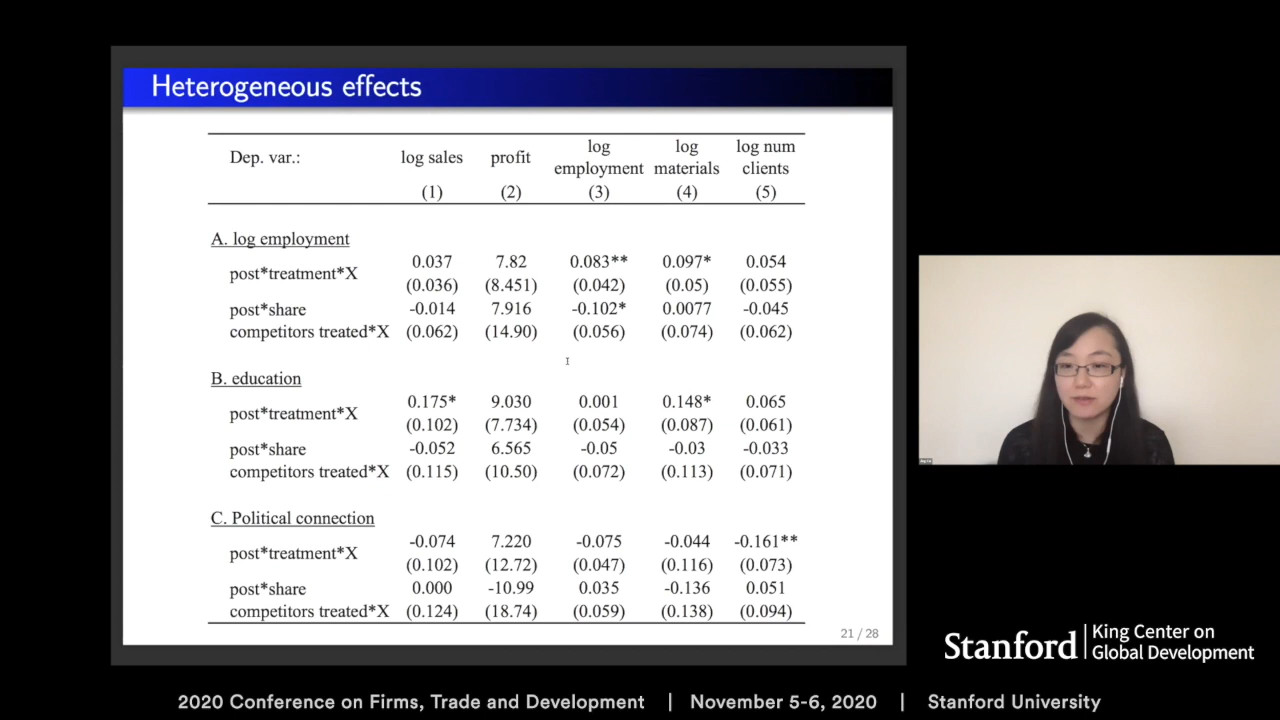 Heterogeneous effects
Dep. var.: log sales profit log employment log materials log num clients
(1) (2) (3) (4) (5)
A. log employment
post*treatment*X 0.037 7.82 0.083** 0.097* 0.054
(0.036) (8.451) (0.042) (0.05) (0.055)
post*share -0.014 7.916 -0.102* 0.0077 -0.045
competitors treated*X (0.062) (14.90) (0.056) (0.074) (0.062)
B. education
post*treatment*X 0.175* 9.030 0.001 0.148* 0.065
(0.102) (7.734) (0.054) (0.087) (0.061)
post*share -0.052 6.565 -0.05 -0.03 -0.033
competitors treated*X (0.115) (10.50) (0.072) (0.113) (0.071)
C. Political connection
post*treatment*X -0.074 7.220 -0.075 -0.044 -0.161**
(0.102) (12.72) (0.047) (0.116) (0.073)
post*share 0.000 -10.99 0.035 -0.136 0.051
competitors treated*X (0.124) (18.74) (0.059) (0.138) (0.094)
21 / 28
Stanford | King Center on
Global Development
2020 Conference on Firms, Trade and Development | November 5-6, 2020 | Stanford University